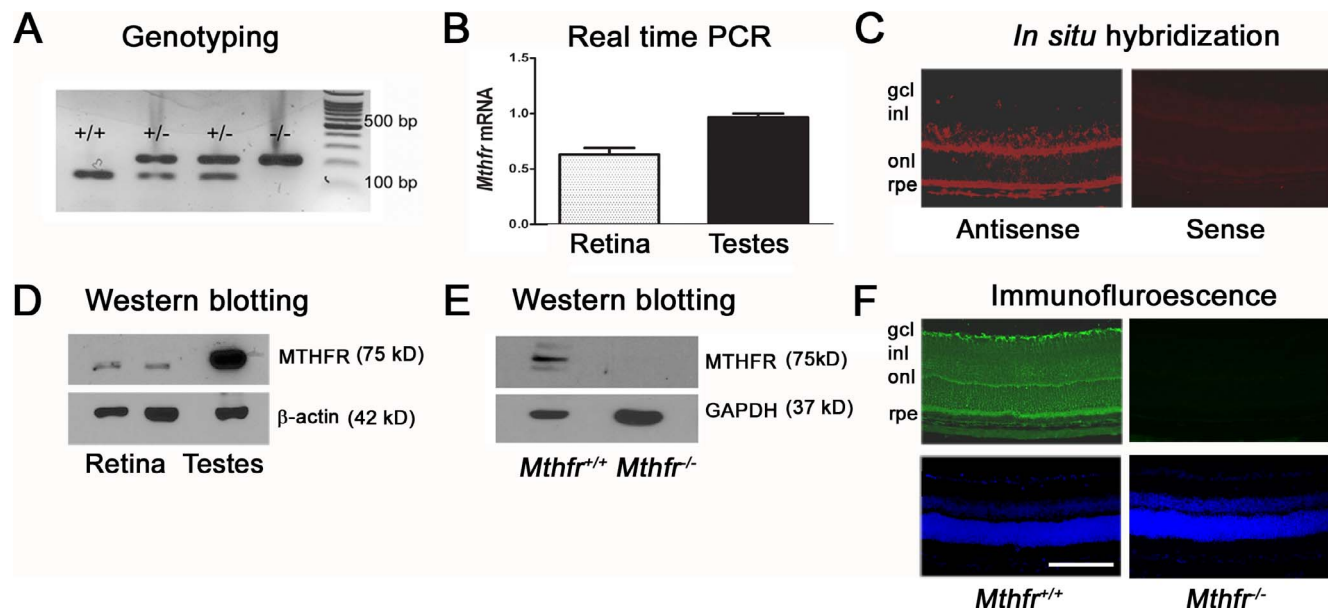 A
Genotyping
+/+
+/-
+/-
-/-
500 bp
100 bp
B
Real time PCR
Mthfr mRNA
1.5
1.0
0.5
0.0
Retina
Testes
C
In situ hybridization
gcl
inl
onl
rpe
Antisense
Sense
D
Western blotting
MTHFR (75 kD)
β-actin (42 kD)
Retina
Testes
E
Western blotting
MTHFR (75kD)
GAPDH (37 kD)
Mthfr+/+ Mthfr-/-
F
Immunofluroescence
gcl
inl
onl
rpe
Mthfr+/+
Mthfr-/-